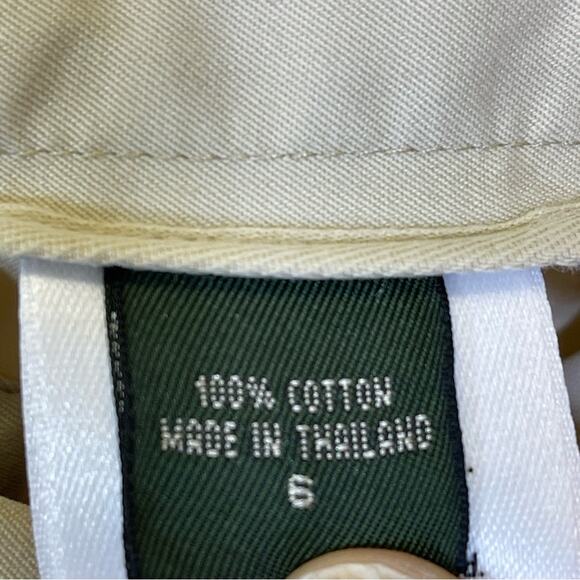 100% COTTON
MADE IN THAILAND
6
d.